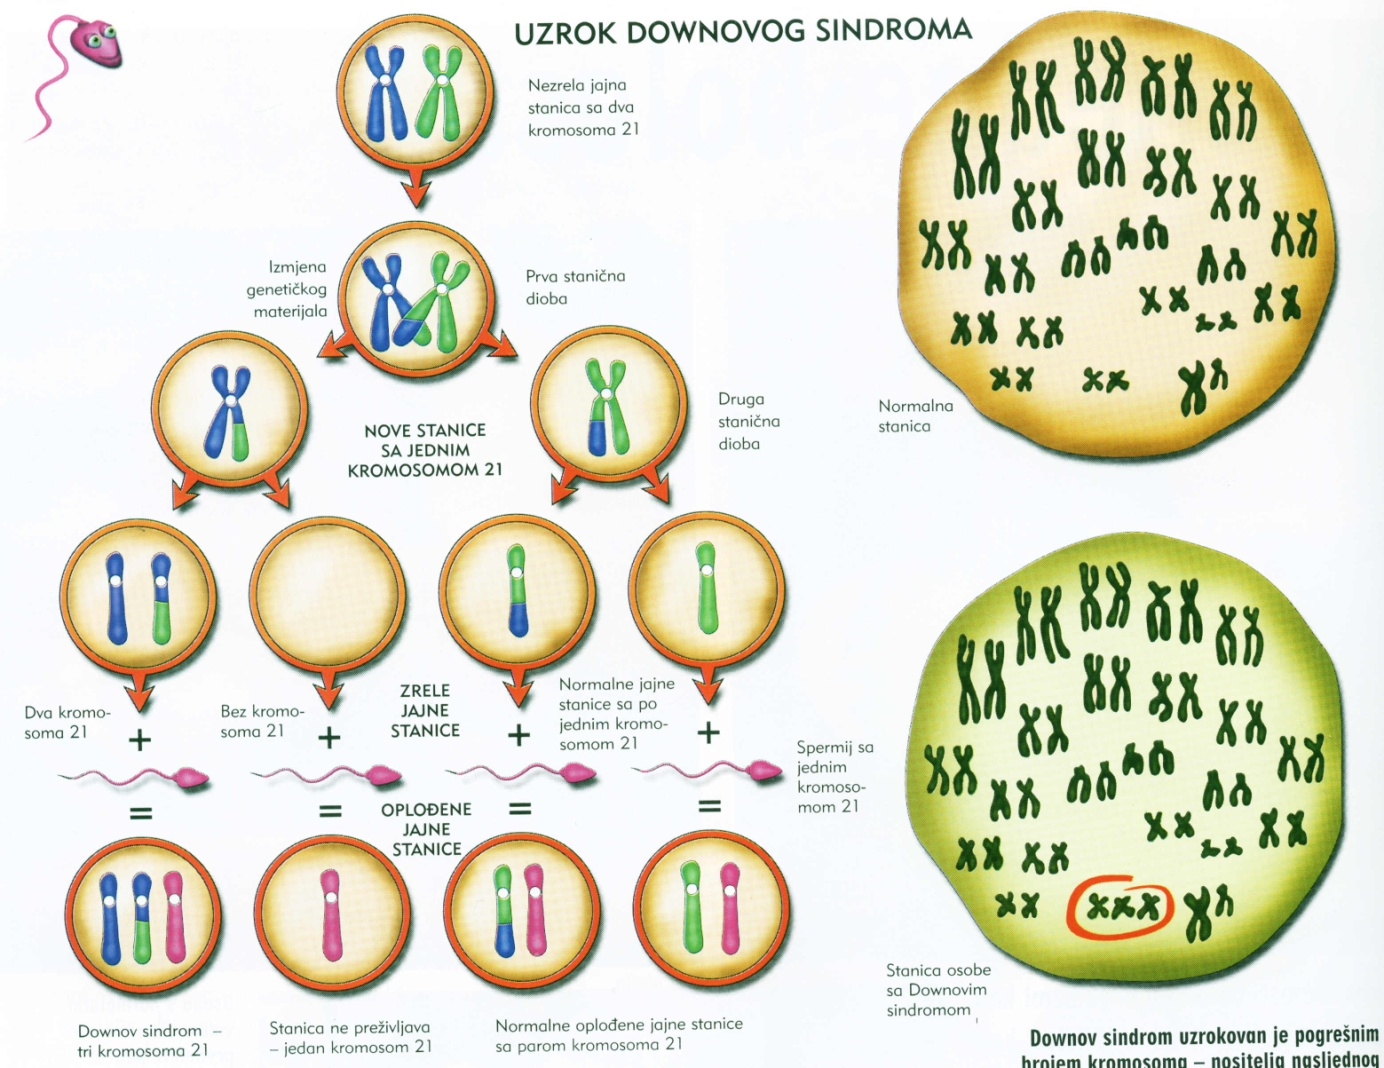 UZROK DOWNOVOG SINDROMA
Nezrela jajna
stanica sa dva
kromosoma 21
Izmjena
genetičkog
materijala
Prva stanična
dioba
NOVE STANICE
SA JEDNIM
KROMOSOMOM 21
Druga
stanična
dioba
Dva kromo-
soma 21
Bez kromo-
soma 21
ZRELE
JAJNE
STANICE
Normalne jajne
stanice sa po
jednim kromo-
somom 21
+ + + +
Spermij sa
jednim
kromoso-
mom 21
= = = =
OPLOĐENE
JAJNE
STANICE
Downov sindrom –
tri kromosoma 21
Stanica ne preživljava
– jedan kromosom 21
Normalne oplođene jajne stanice
sa parom kromosoma 21
Normalna
stanica
Stanica osobe
sa Downovim
sindromom
Downov sindrom uzrokovan je pogrešnim
brojem kromosoma – nositelja nasljednog